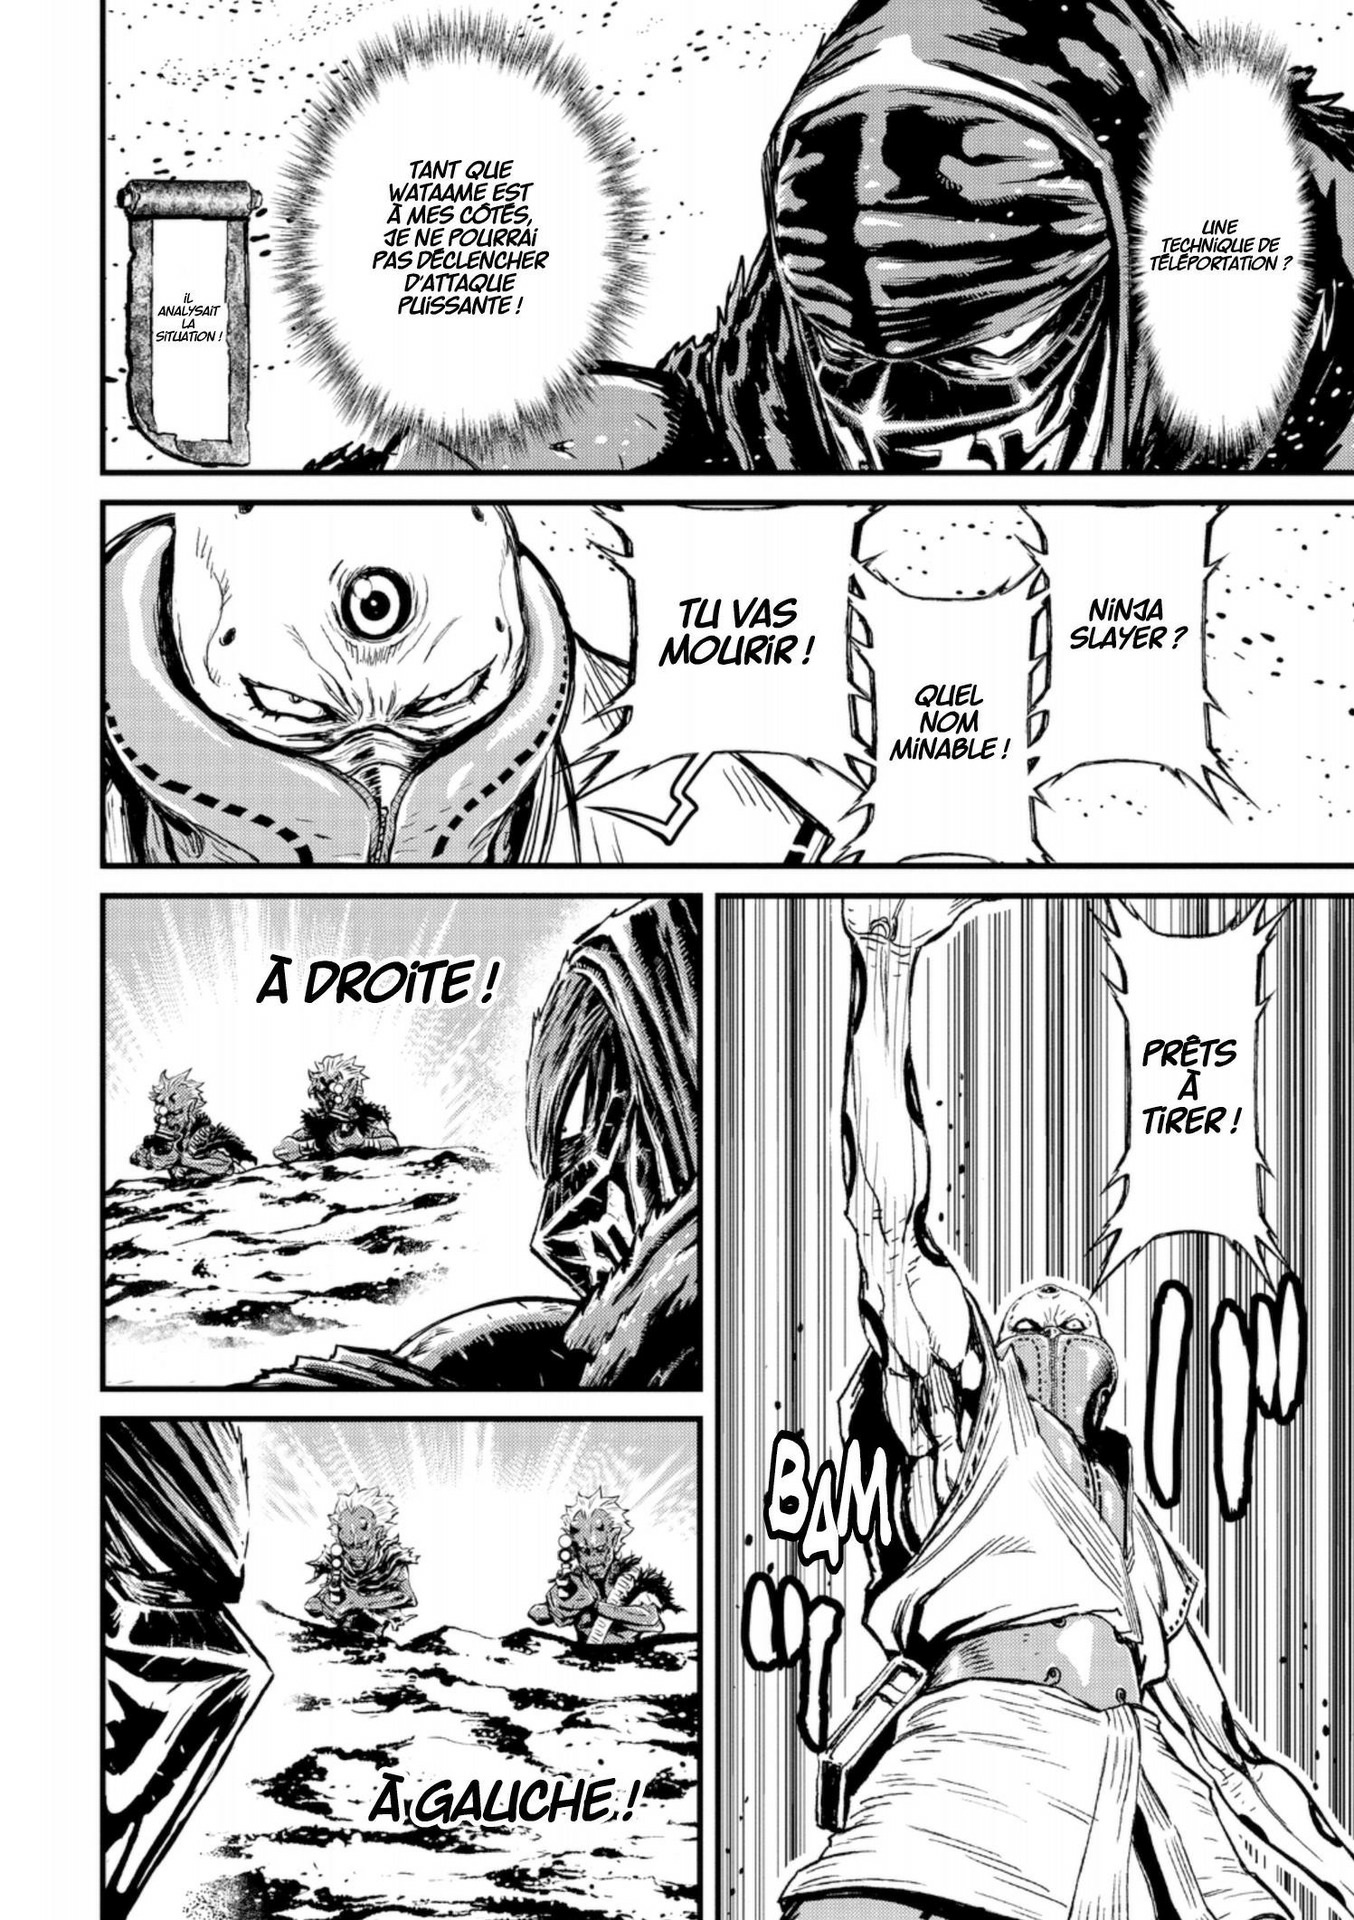 UNE
TECHNIQUE DE
TÉLÉPORTATION ?
TANT QUE
WATAAME EST
À MES CÔTÉS,
JE NE POURRAI
PAS DÉCLENCHER
D'ATTAQUE
PUISSANTE !
IL
ANALYSAIT
LA
SITUATION !
NINJA
SLAYER ?
QUEL
NOM
MINABLE !
TU VAS
MOURIR !
PRÊTS
À
TIRER !
BAM
À DROITE !
À GAUCHE !